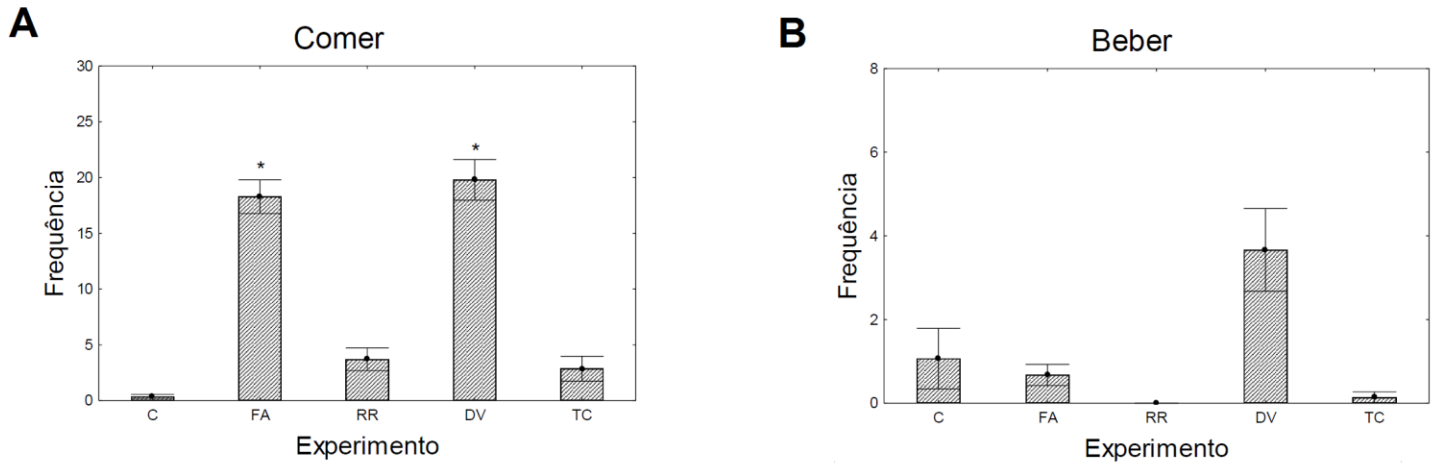 A
Comer
30
25
20
15
10
5
0
Frequência
*
*
C FA RR DV TC
Experimento
B
Beber
8
6
4
2
0
Frequência
C FA RR DV TC
Experimento